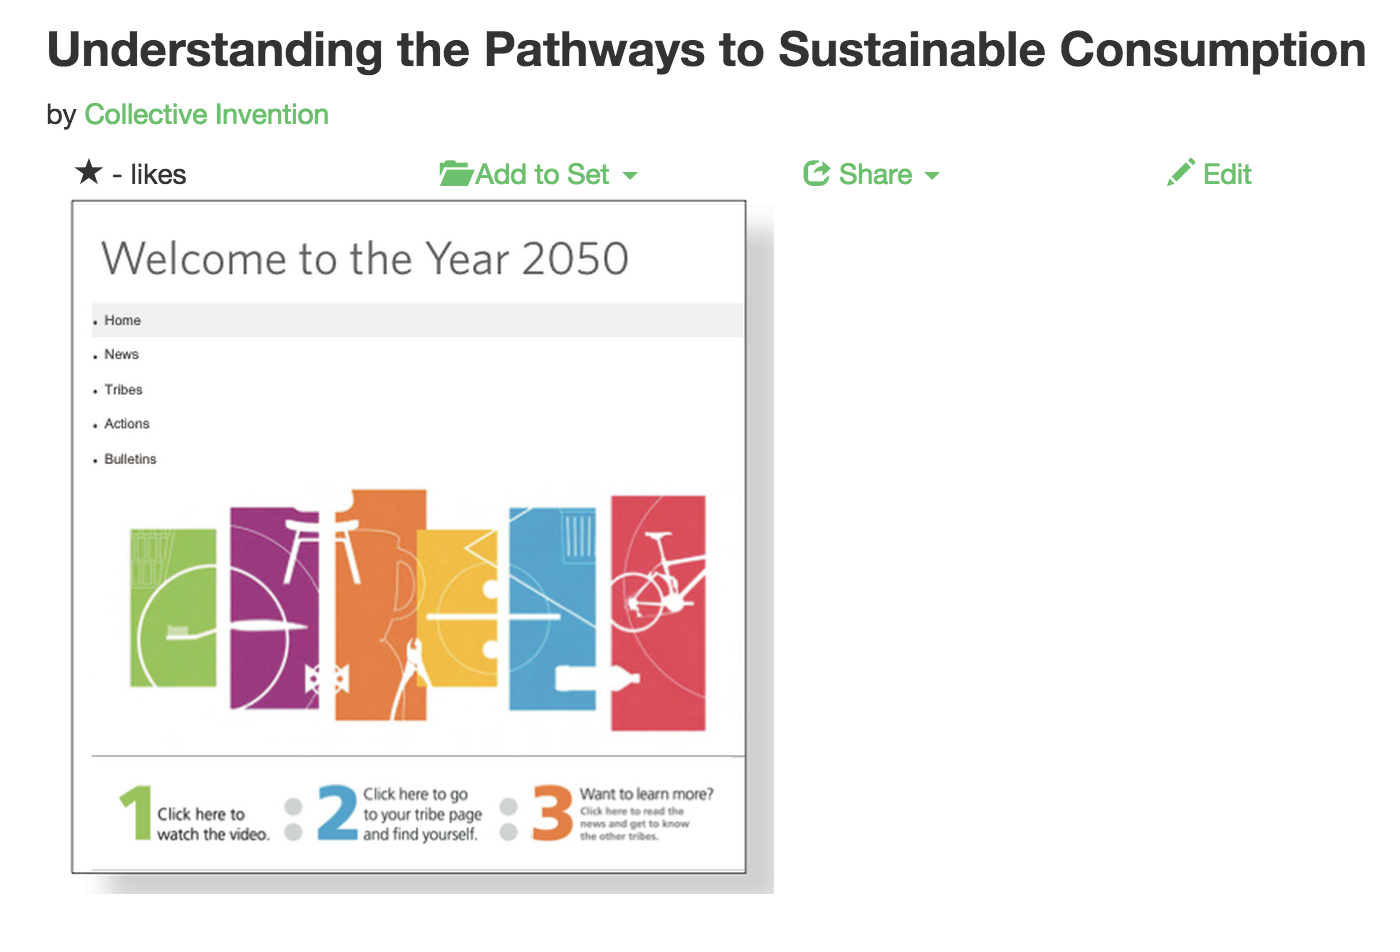 Understanding the Pathways to Sustainable Consumption
by Collective Invention
★ - likes
Add to Set
Share
Edit
Welcome to the Year 2050
• Home
• News
• Tribes
• Actions
• Bulletins
1 Click here to
watch the video.
2 Click here to go
to your tribe page
and find yourself.
3 Want to learn more?
Click here to read the
news and get to know
the other tribes.